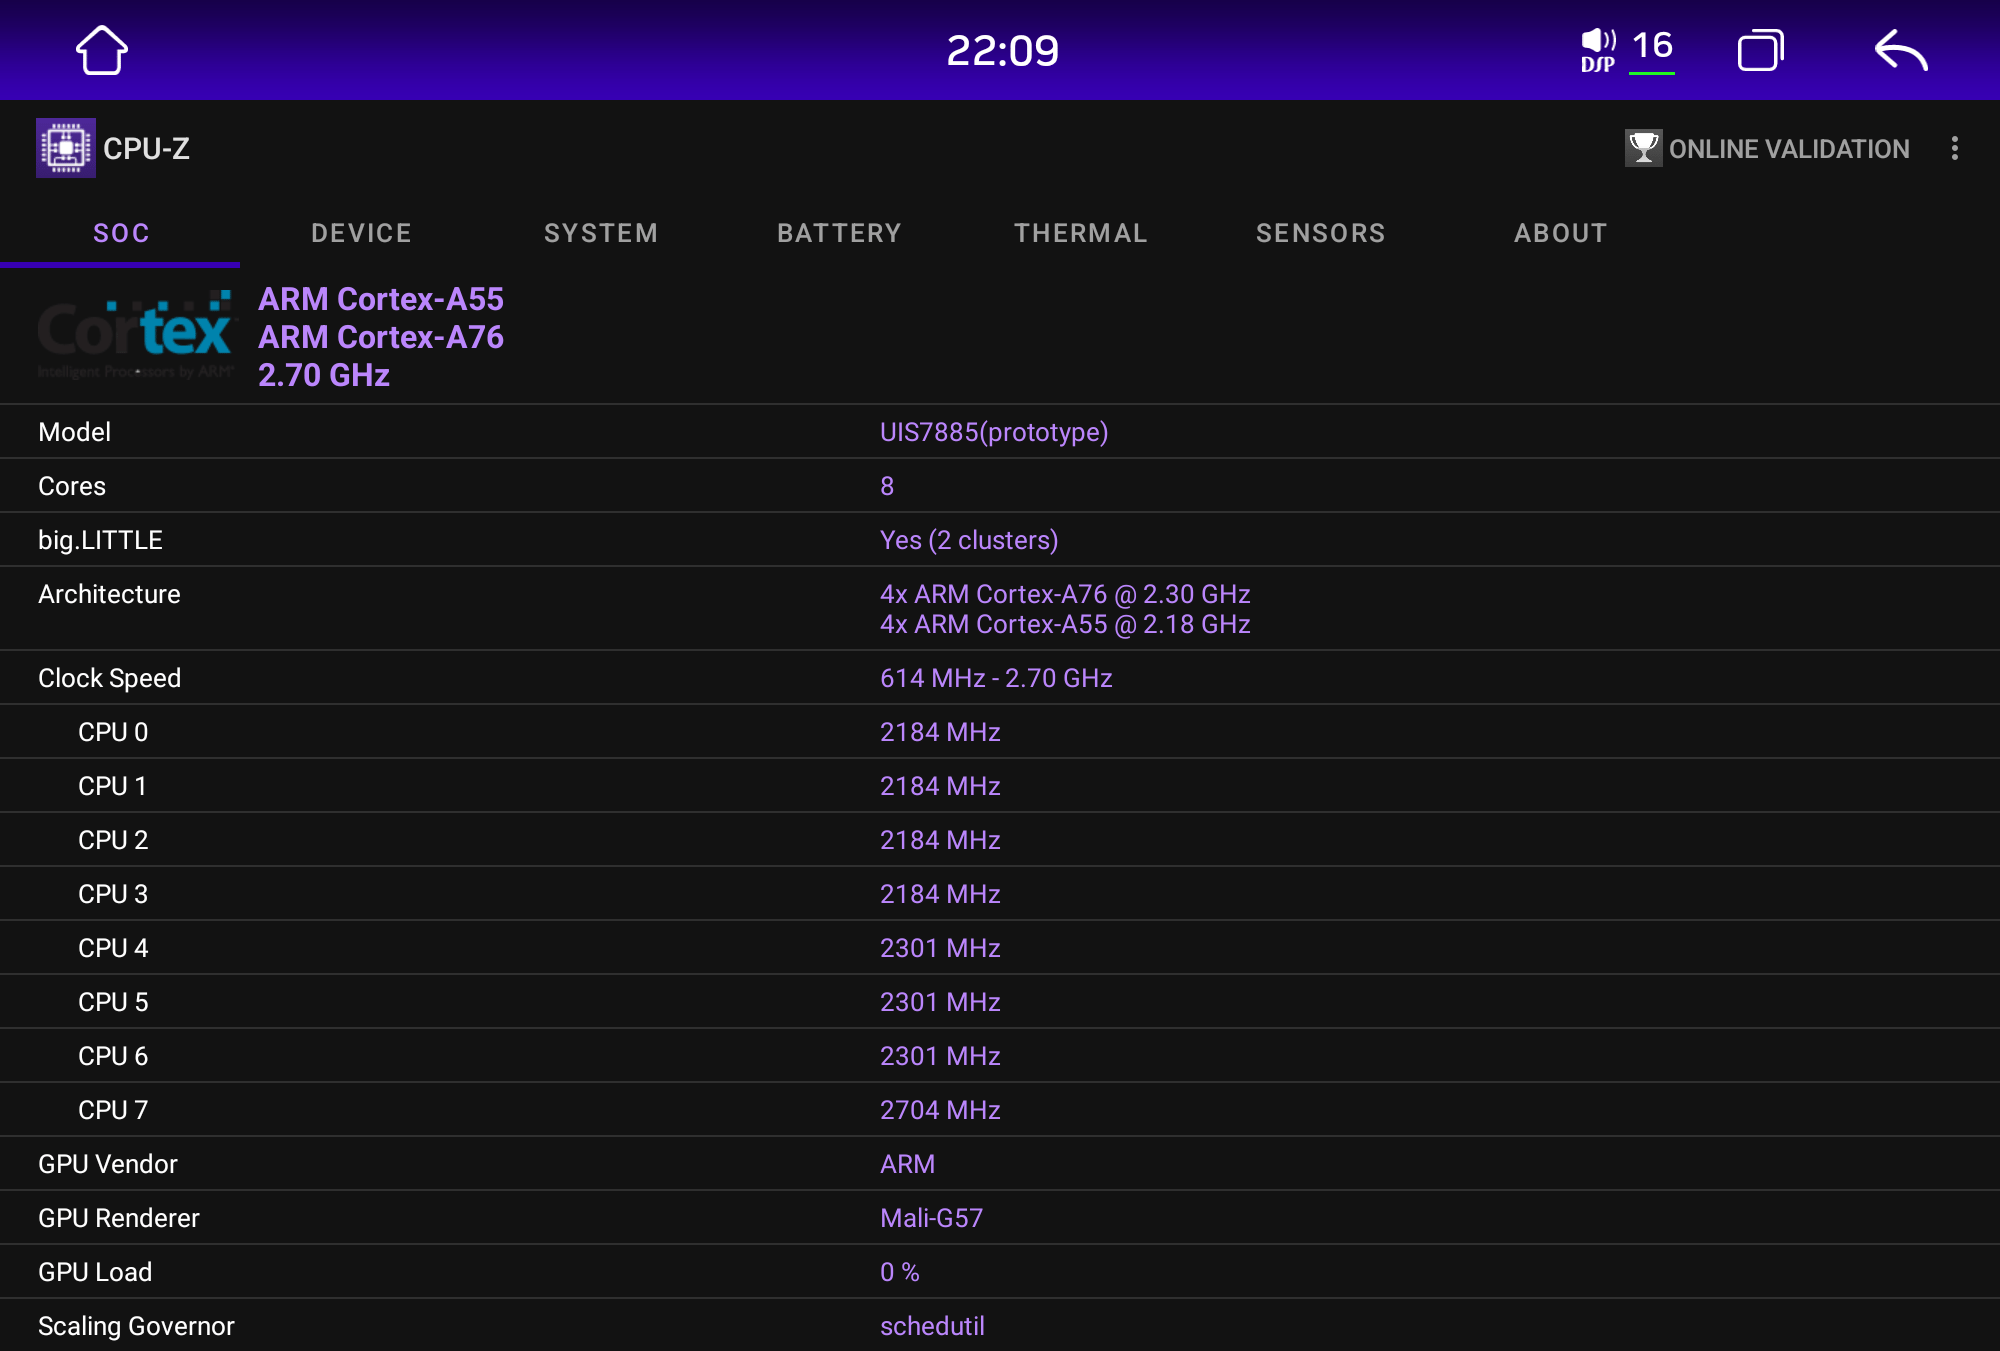 22:09
DSP
16
CPU-Z
ONLINE VALIDATION
SOC
DEVICE
SYSTEM
BATTERY
THERMAL
SENSORS
ABOUT
Cortex
Intelligent Processors by ARM®
ARM Cortex-A55
ARM Cortex-A76
2.70 GHz
Model UIS7885(prototype)
Cores 8
big.LITTLE Yes (2 clusters)
Architecture 4x ARM Cortex-A76 @ 2.30 GHz
4x ARM Cortex-A55 @ 2.18 GHz
Clock Speed 614 MHz - 2.70 GHz
CPU 0 2184 MHz
CPU 1 2184 MHz
CPU 2 2184 MHz
CPU 3 2184 MHz
CPU 4 2301 MHz
CPU 5 2301 MHz
CPU 6 2301 MHz
CPU 7 2704 MHz
GPU Vendor ARM
GPU Renderer Mali-G57
GPU Load 0 %
Scaling Governor schedutil